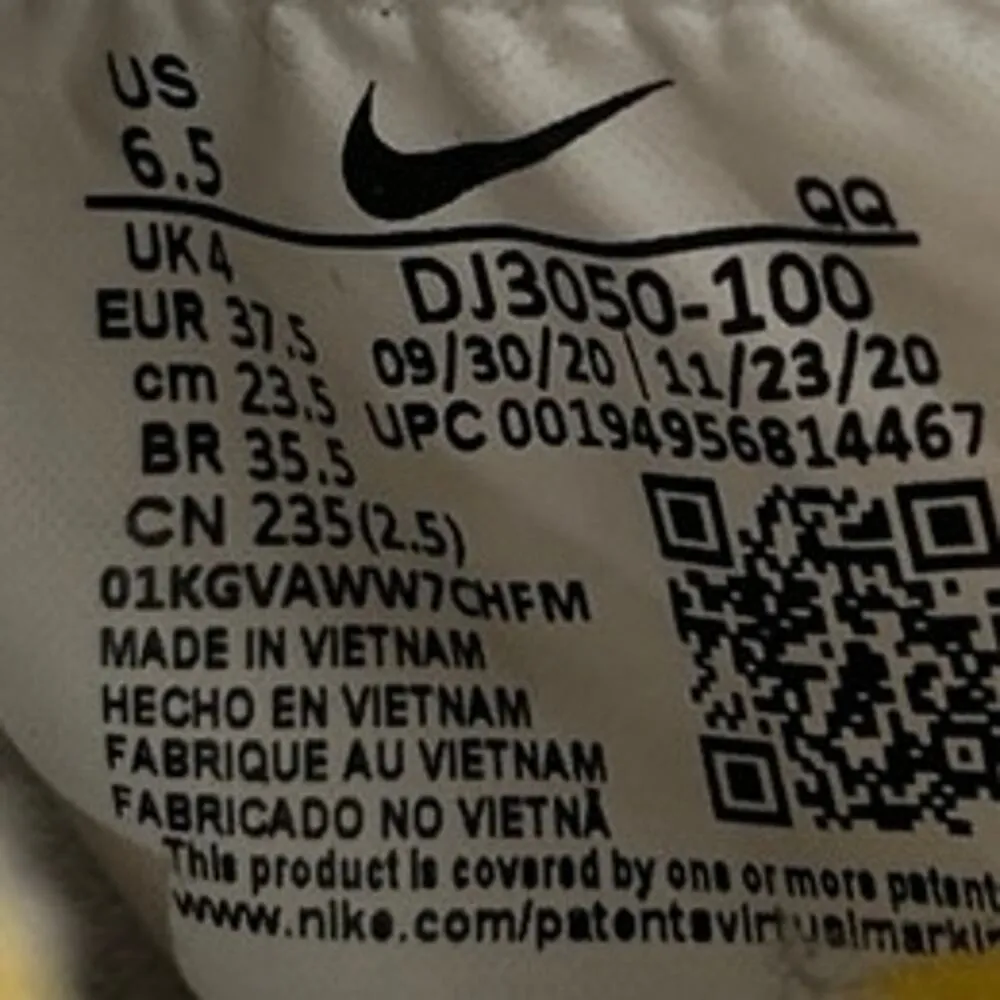 US
6.5
QQ
UK 4
EUR 37.5
cm 23.5
BR 35.5
CN 235(2.5)
DJ3050-100
09/30/20 | 11/23/20
UPC 00194956814467
01KGVAWW7CHFM
MADE IN VIETNAM
HECHO EN VIETNAM
FABRIQUE AU VIETNAM
FABRICADO NO VIETNÃ
This product is covered by one or more patent
www.nike.com/patentsvirtualmarki